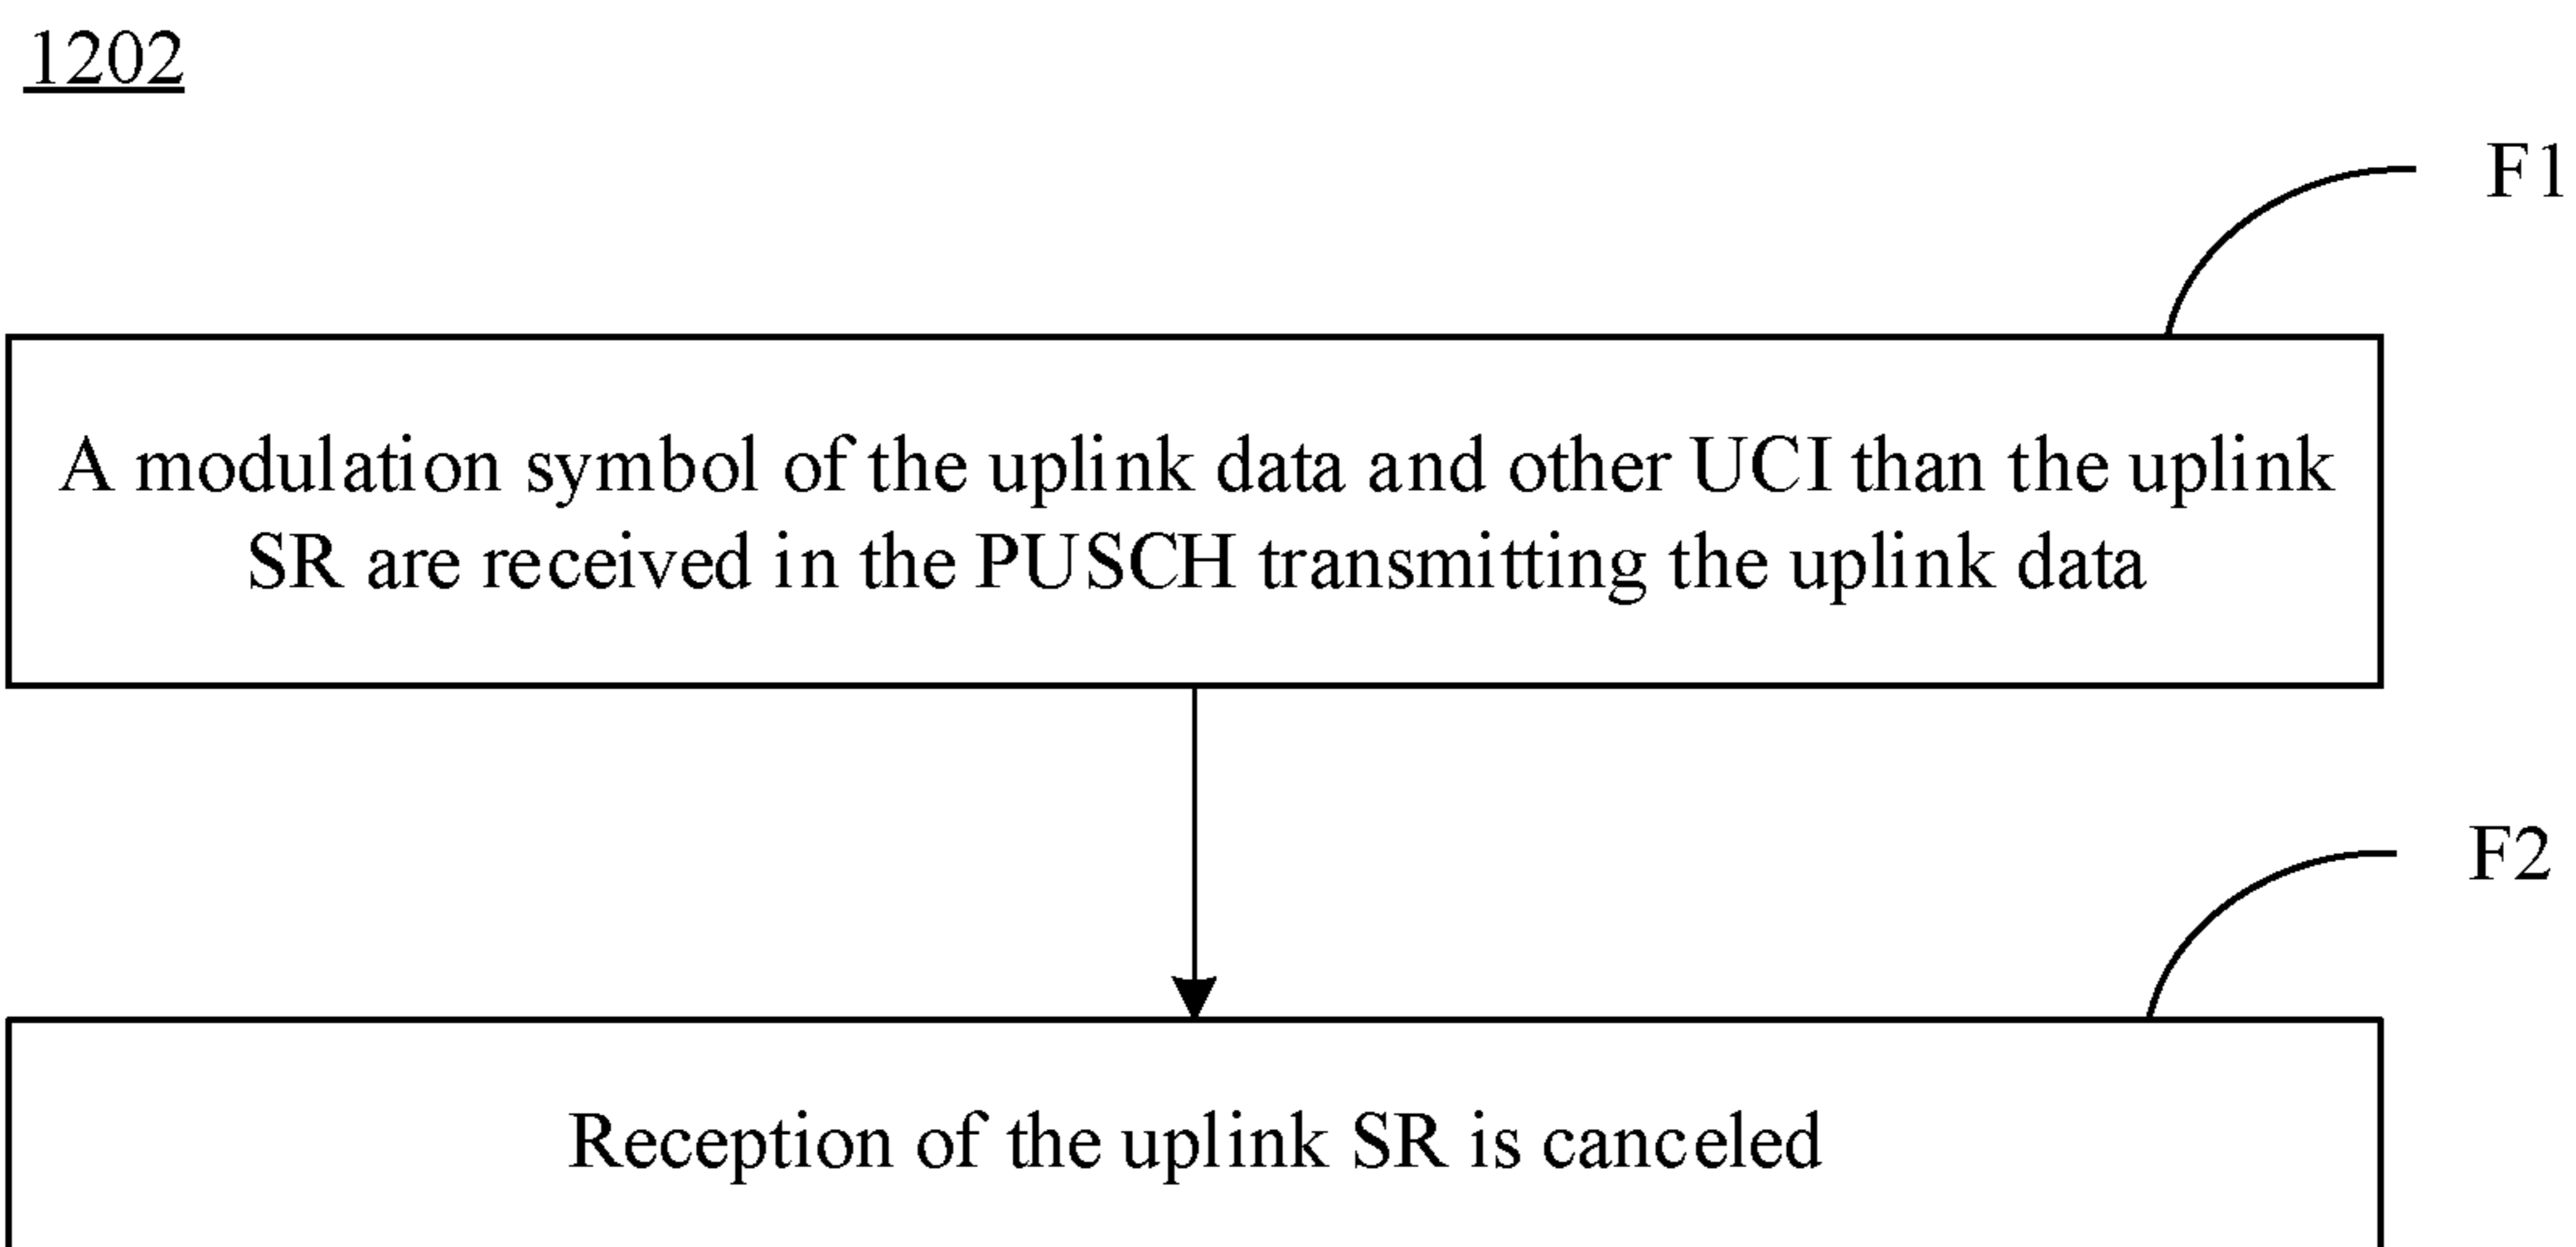 1202
F1
A modulation symbol of the uplink data and other UCI than the uplink
SR are received in the PUSCH transmitting the uplink data
F2
Reception of the uplink SR is canceled